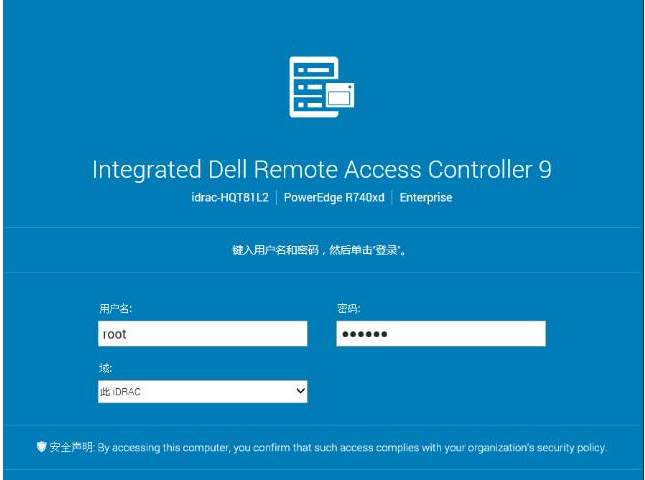 Integrated Dell Remote Access Controller 9
idrac-HQT81L2 | PowerEdge R740xd | Enterprise
键入用户名和密码，然后单击“登录”。
用户名: 密码:
root ●●●●●●
域:
此 iDRAC
安全声明: By accessing this computer, you confirm that such access complies with your organization's security policy.